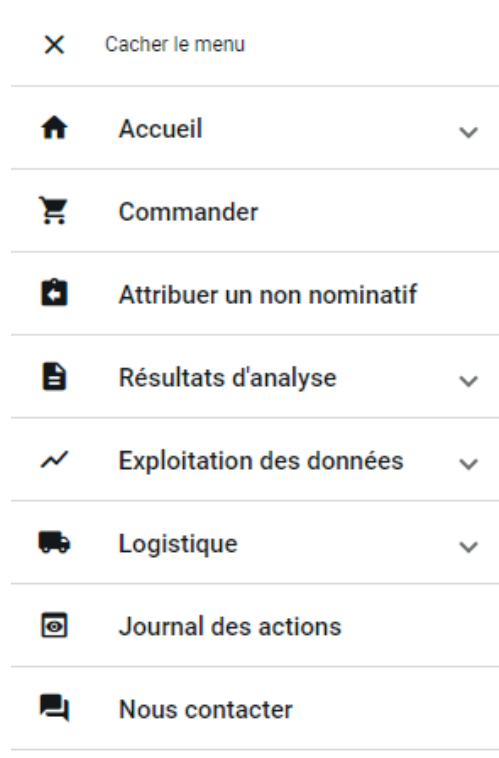 Cacher le menu
Accueil
Commander
Attribuer un non nominatif
Résultats d'analyse
Exploitation des données
Logistique
Journal des actions
Nous contacter